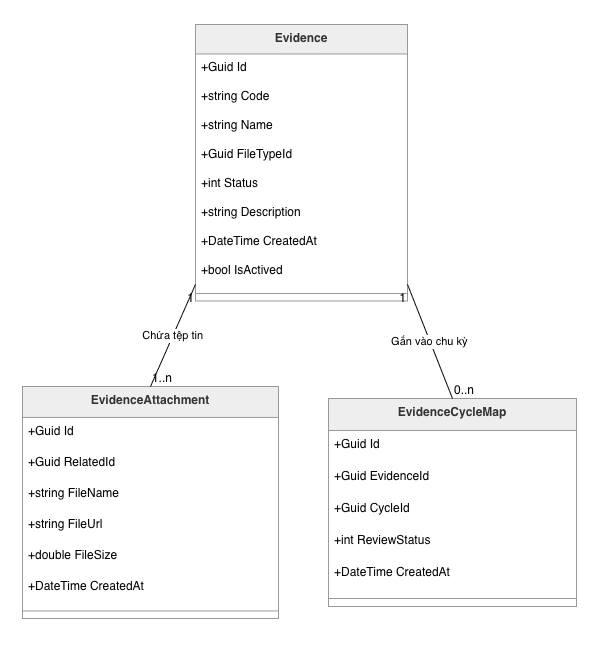 Evidence
+Guid Id
+string Code
+string Name
+Guid FileTypeId
+int Status
+string Description
+DateTime CreatedAt
+bool IsActived
1
1
Chứa tệp tin
Gắn vào chu kỳ
1..n
0..n
EvidenceAttachment
+Guid Id
+Guid RelatedId
+string FileName
+string FileUrl
+double FileSize
+DateTime CreatedAt
EvidenceCycleMap
+Guid Id
+Guid EvidenceId
+Guid CycleId
+int ReviewStatus
+DateTime CreatedAt